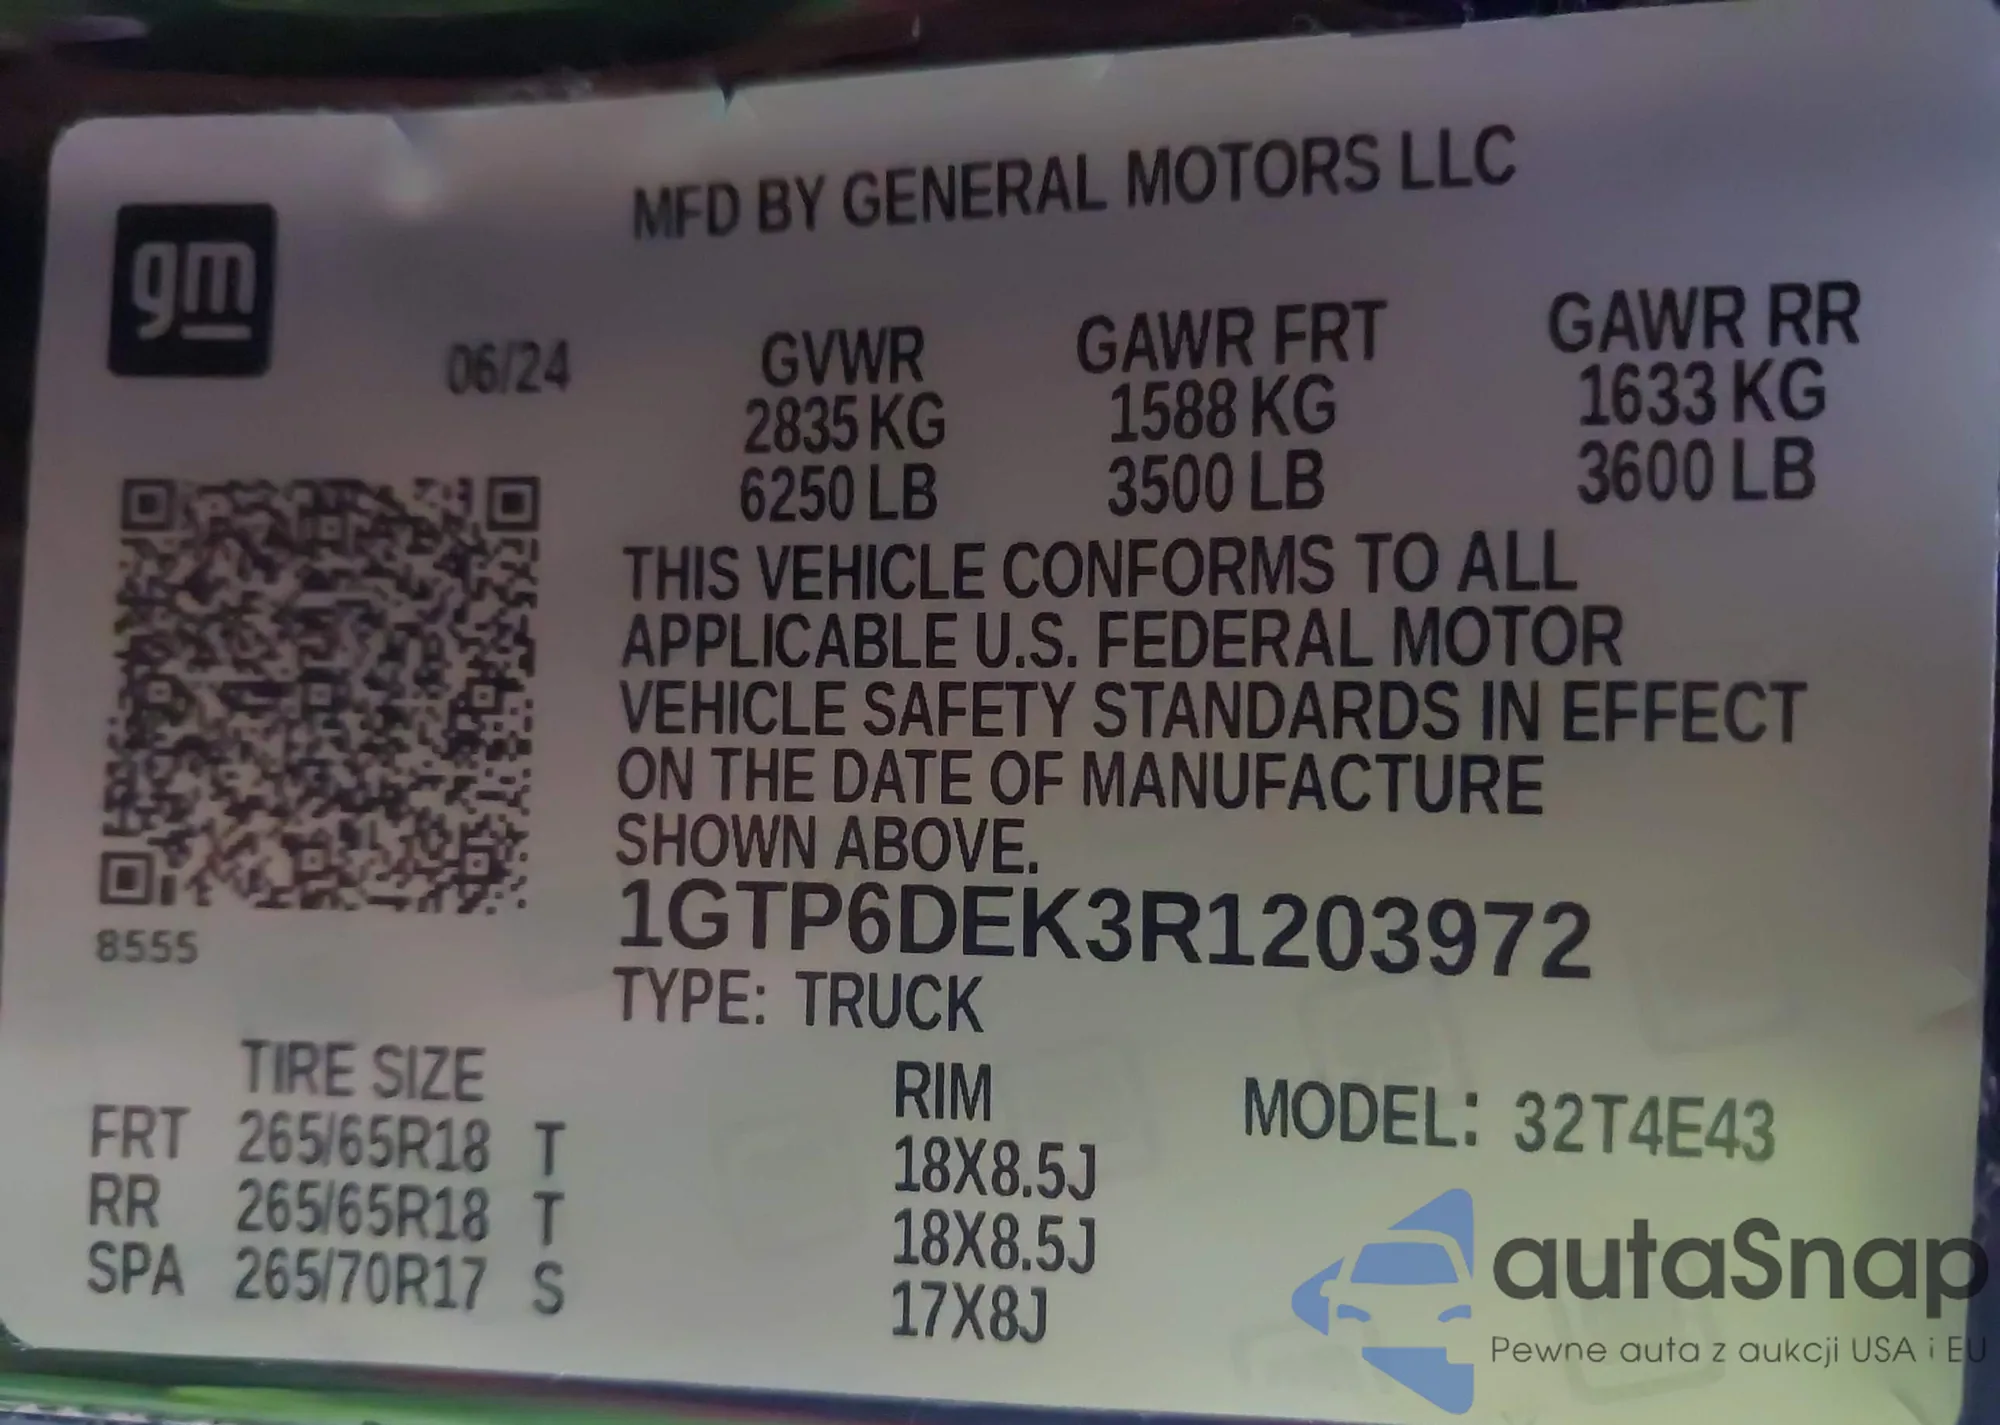 gm
MFD BY GENERAL MOTORS LLC
06/24
GVWR GAWR FRT GAWR RR
2835 KG 1588 KG 1633 KG
6250 LB 3500 LB 3600 LB
THIS VEHICLE CONFORMS TO ALL
APPLICABLE U.S. FEDERAL MOTOR
VEHICLE SAFETY STANDARDS IN EFFECT
ON THE DATE OF MANUFACTURE
SHOWN ABOVE.
1GTP6DEK3R1203972
8555
TYPE: TRUCK
TIRE SIZE RIM MODEL: 32T4E43
FRT 265/65R18 T 18X8.5J
RR 265/65R18 T 18X8.5J
SPA 265/70R17 S 17X8J
autaSnap
Pewne auta z aukcji USA i EU